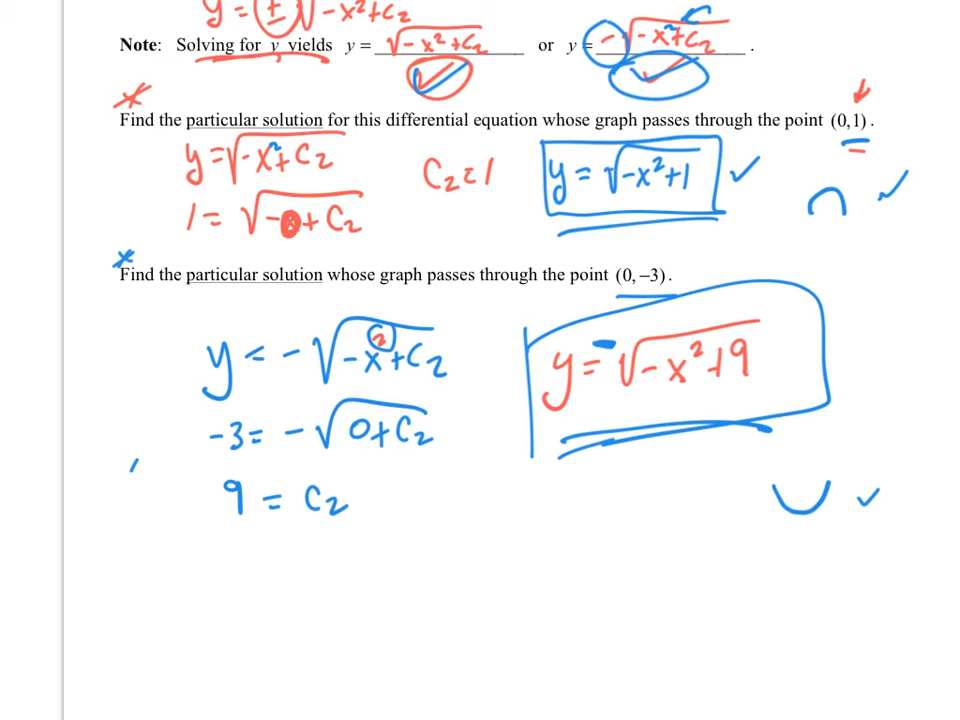 y = ± √-x²+C₂
Note: Solving for y yields y = √-x²+C₂ or y = -√-x²+C₂ .
Find the particular solution for this differential equation whose graph passes through the point (0,1).
y=√-x²+C₂ C₂=1 y = √-x²+1
1= √-0+C₂
Find the particular solution whose graph passes through the point (0,−3).
y = -√-x²+C₂ y = -√-x²+9
-3= -√0+C₂
9 = C₂